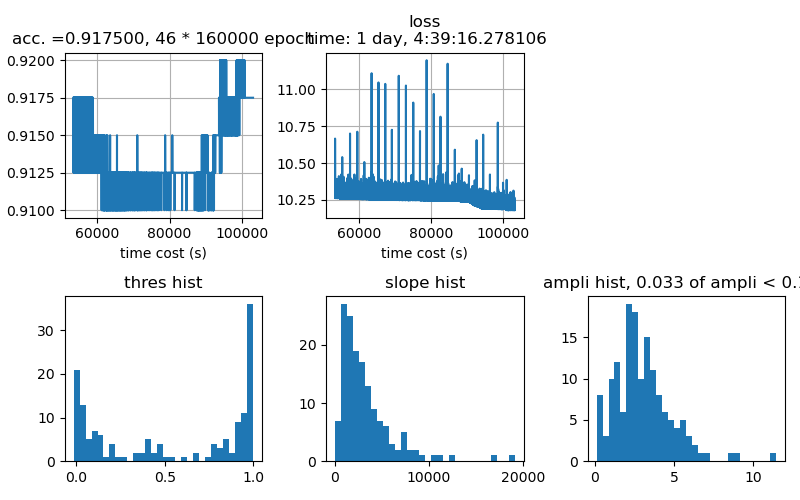 loss
acc. =0.917500, 46 * 160000 epoch
time: 1 day, 4:39:16.278106
0.9200
0.9175
0.9150
0.9125
0.9100
60000 80000 100000
time cost (s)
11.00
10.75
10.50
10.25
60000 80000 100000
time cost (s)
thres hist
30
20
10
0
0.0 0.5 1.0
slope hist
20
10
0
0 10000 20000
ampli hist, 0.033 of ampli < 0.
15
10
5
0
0 5 10